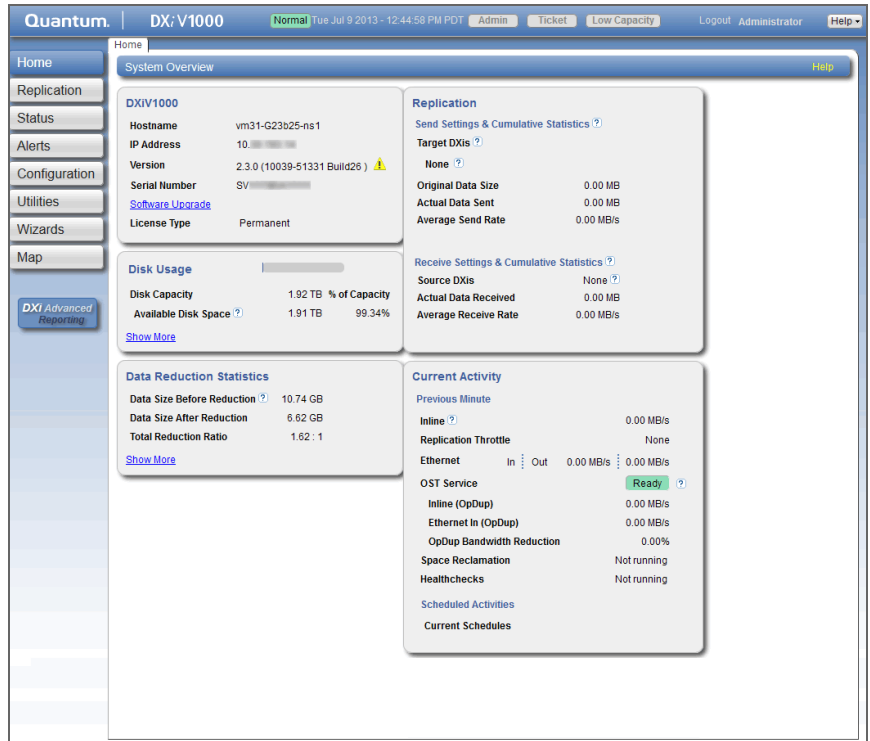 Quantum. DXi V1000 Normal Tue Jul 9 2013 - 12:44:58 PM PDT Admin Ticket Low Capacity Logout Administrator Help
Home
Home
System Overview Help
Replication
Status
Alerts
Configuration
Utilities
Wizards
Map
DXi Advanced
Reporting
DXiV1000
Hostname vm31-G23b25-ns1
IP Address 10.
Version 2.3.0 (10039-51331 Build26 )
Serial Number SV
Software Upgrade
License Type Permanent
Disk Usage
Disk Capacity 1.92 TB % of Capacity
Available Disk Space ? 1.91 TB 99.34%
Show More
Data Reduction Statistics
Data Size Before Reduction ? 10.74 GB
Data Size After Reduction 6.62 GB
Total Reduction Ratio 1.62 : 1
Show More
Replication
Send Settings & Cumulative Statistics ?
Target DXis ?
None ?
Original Data Size 0.00 MB
Actual Data Sent 0.00 MB
Average Send Rate 0.00 MB/s
Receive Settings & Cumulative Statistics ?
Source DXis None ?
Actual Data Received 0.00 MB
Average Receive Rate 0.00 MB/s
Current Activity
Previous Minute
Inline ? 0.00 MB/s
Replication Throttle None
Ethernet In Out 0.00 MB/s 0.00 MB/s
OST Service Ready ?
Inline (OpDup) 0.00 MB/s
Ethernet In (OpDup) 0.00 MB/s
OpDup Bandwidth Reduction 0.00%
Space Reclamation Not running
Healthchecks Not running
Scheduled Activities
Current Schedules